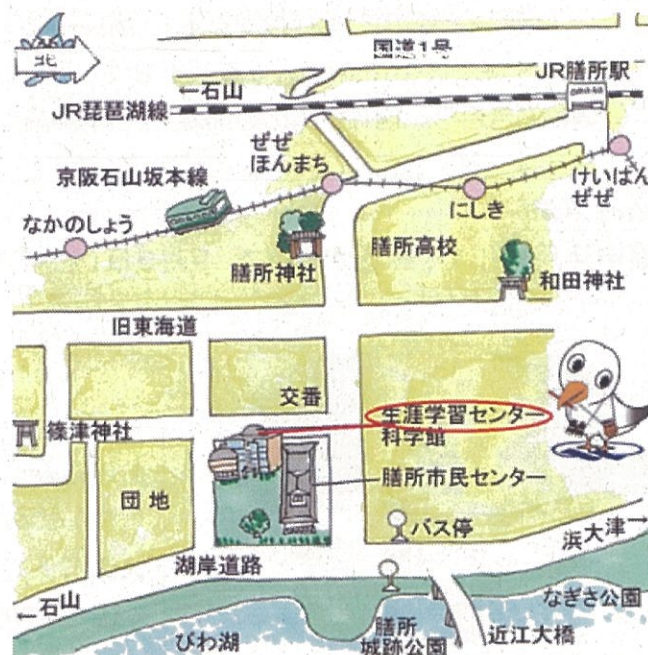 北
国道1号
←石山
JR膳所駅
JR琵琶湖線
ぜぜ
ほんまち
京阪石山坂本線
けいはん
ぜぜ
にしき
なかのしょう
膳所神社
膳所高校
和田神社
旧東海道
交番
生涯学習センター
科学館
篠津神社
膳所市民センター
団地
バス停
浜大津→
湖岸道路
←石山
なぎさ公園
びわ湖
膳所
城跡公園
近江大橋